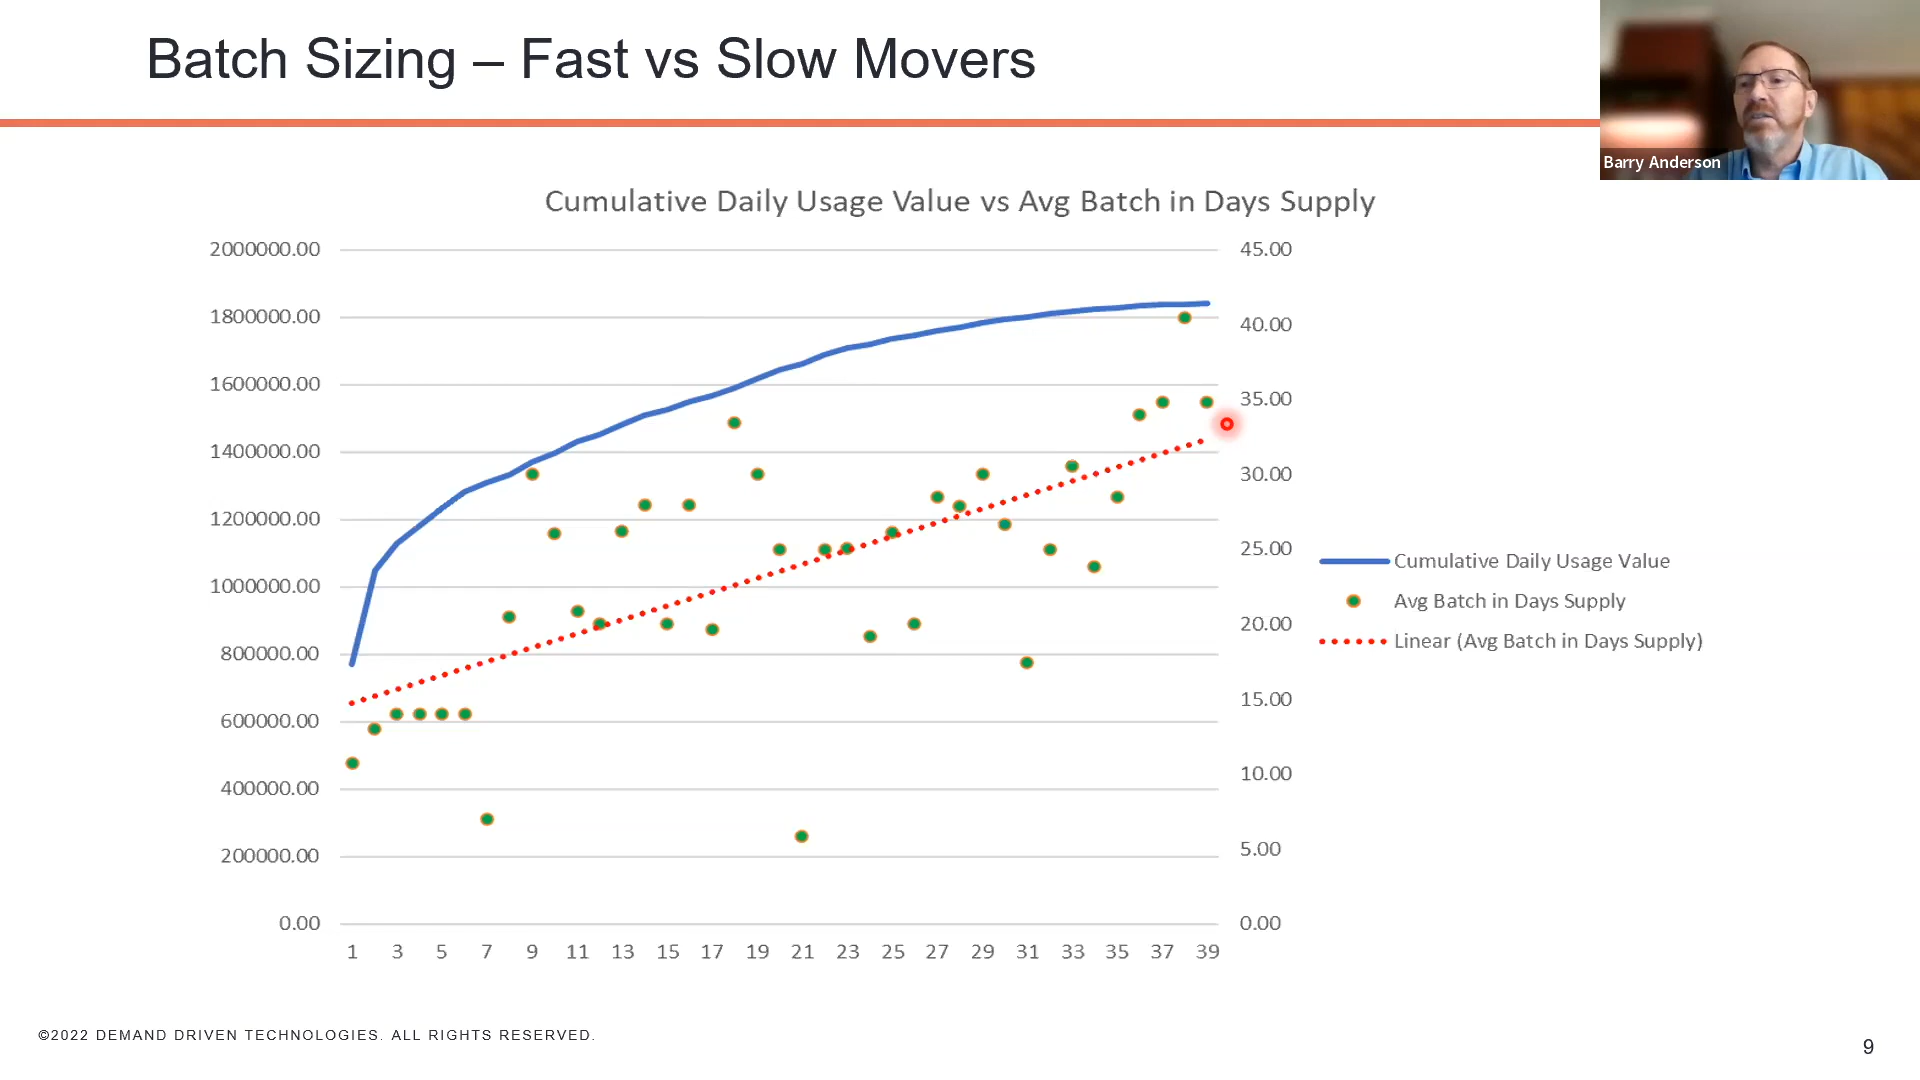 Batch Sizing – Fast vs Slow Movers
Barry Anderson
Cumulative Daily Usage Value vs Avg Batch in Days Supply
2000000.00
1800000.00
1600000.00
1400000.00
1200000.00
1000000.00
800000.00
600000.00
400000.00
200000.00
0.00
45.00
40.00
35.00
30.00
25.00
20.00
15.00
10.00
5.00
0.00
1 3 5 7 9 11 13 15 17 19 21 23 25 27 29 31 33 35 37 39
Cumulative Daily Usage Value
Avg Batch in Days Supply
Linear (Avg Batch in Days Supply)
©2022 DEMAND DRIVEN TECHNOLOGIES. ALL RIGHTS RESERVED.
9